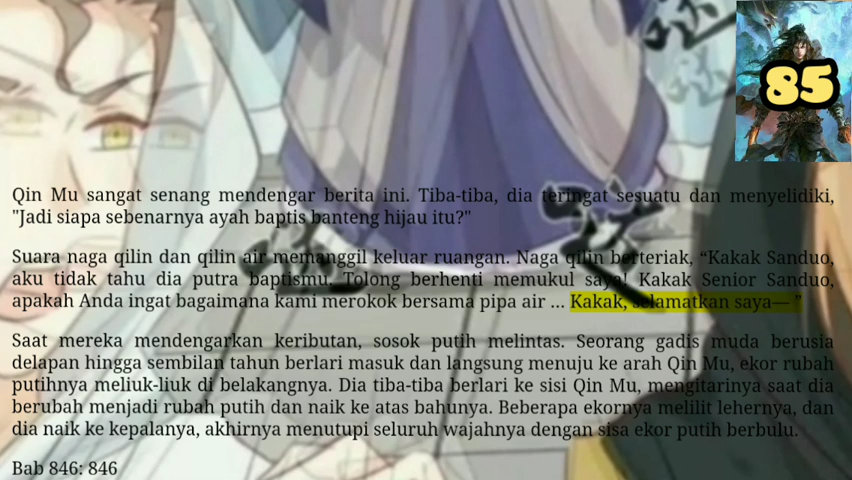 85
Qin Mu sangat senang mendengar berita ini. Tiba-tiba, dia teringat sesuatu dan menyelidiki,
"Jadi siapa sebenarnya ayah baptis banteng hijau itu?"
Suara naga qilin dan qilin air memanggil keluar ruangan. Naga qilin berteriak, “Kakak Sanduo,
aku tidak tahu dia putra baptismu. Tolong berhenti memukul saya! Kakak Senior Sanduo,
apakah Anda ingat bagaimana kami merokok bersama pipa air ... Kakak, selamatkan saya— ”
Saat mereka mendengarkan keributan, sosok putih melintas. Seorang gadis muda berusia
delapan hingga sembilan tahun berlari masuk dan langsung menuju ke arah Qin Mu, ekor rubah
putihnya meliuk-liuk di belakangnya. Dia tiba-tiba berlari ke sisi Qin Mu, mengitarinya saat dia
berubah menjadi rubah putih dan naik ke atas bahunya. Beberapa ekornya melilit lehernya, dan
dia naik ke kepalanya, akhirnya menutupi seluruh wajahnya dengan sisa ekor putih berbulu.
Bab 846: 846